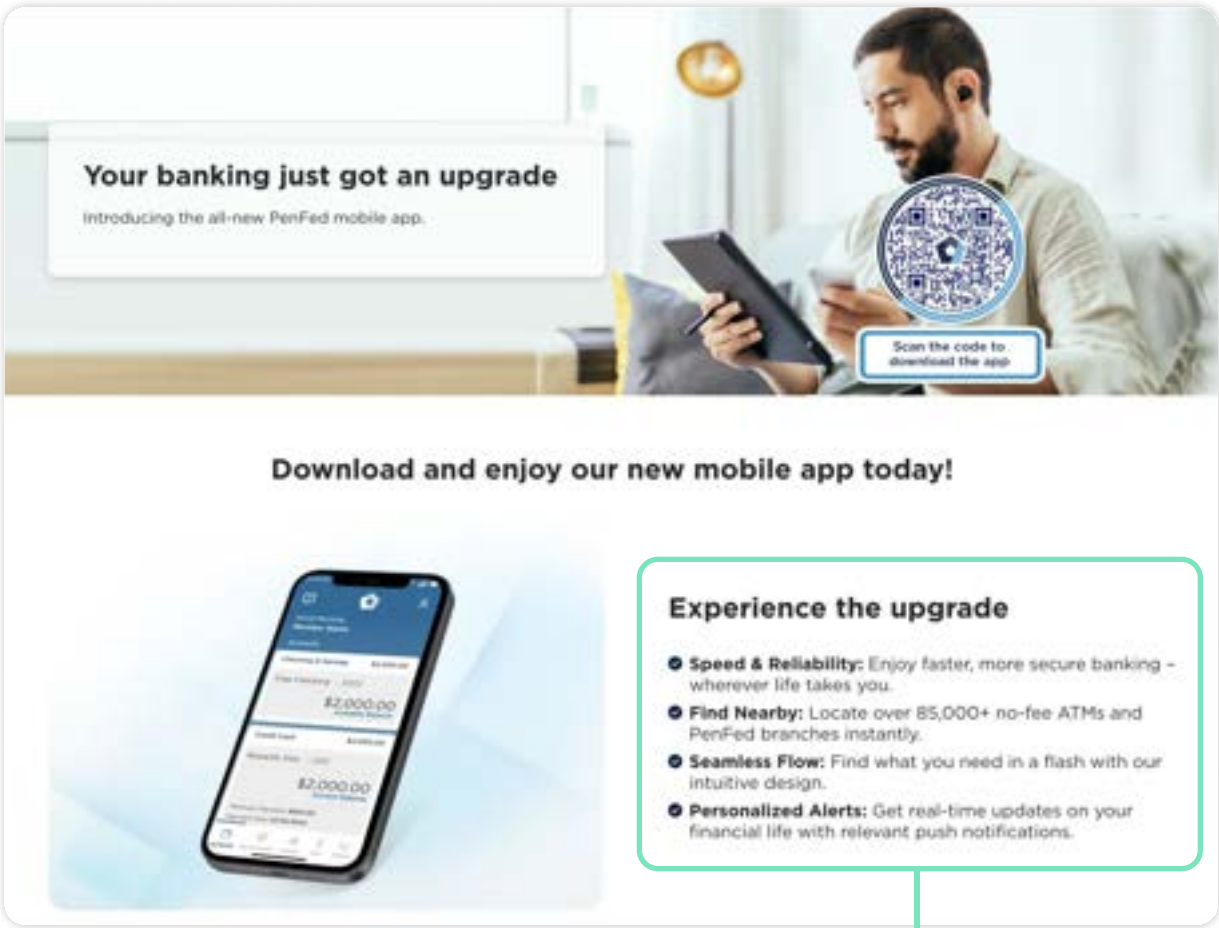 Your banking just got an upgrade
Introducing the all-new PenFed mobile app.
Scan the code to
download the app
Download and enjoy our new mobile app today!
$2,000.00
$2,000.00
Experience the upgrade
Speed & Reliability: Enjoy faster, more secure banking –
wherever life takes you.
Find Nearby: Locate over 85,000+ no-fee ATMs and
PenFed branches instantly.
Seamless Flow: Find what you need in a flash with our
intuitive design.
Personalized Alerts: Get real-time updates on your
financial life with relevant push notifications.